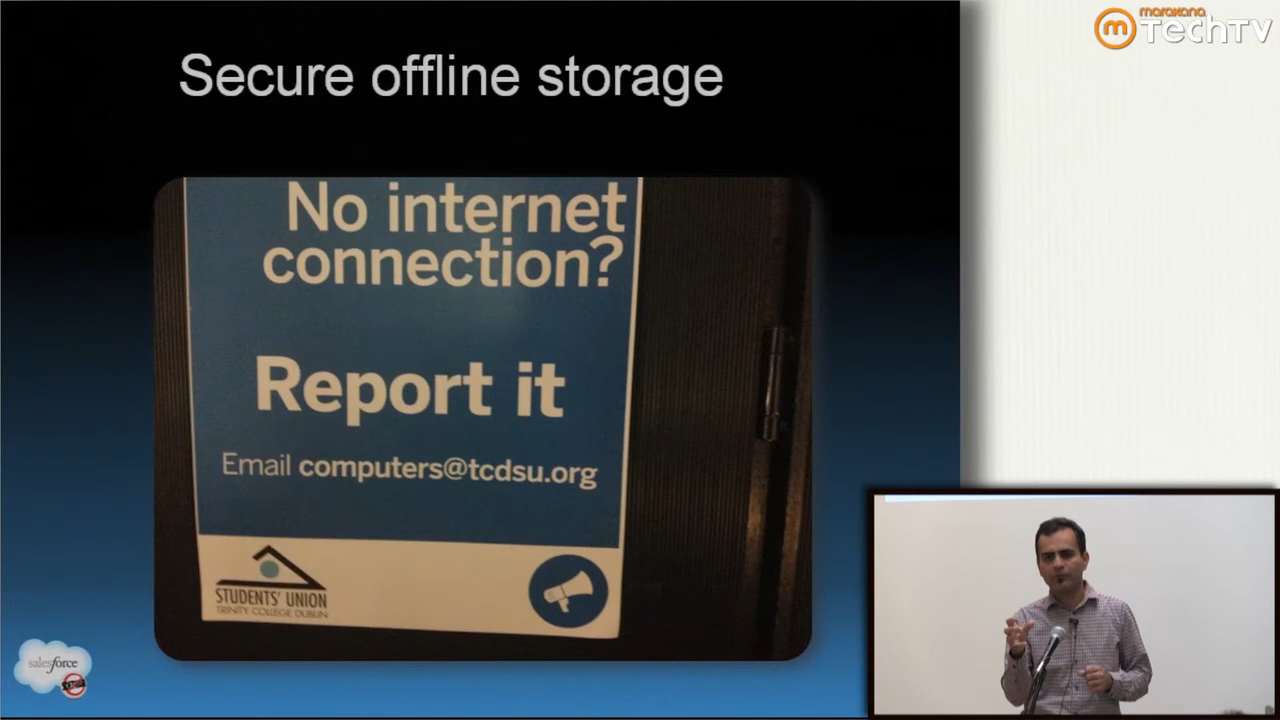 marakana
m TechTV
Secure offline storage
No internet
connection?
Report it
Email computers@tcdsu.org
STUDENTS' UNION
TRINITY COLLEGE DUBLIN
salesforce